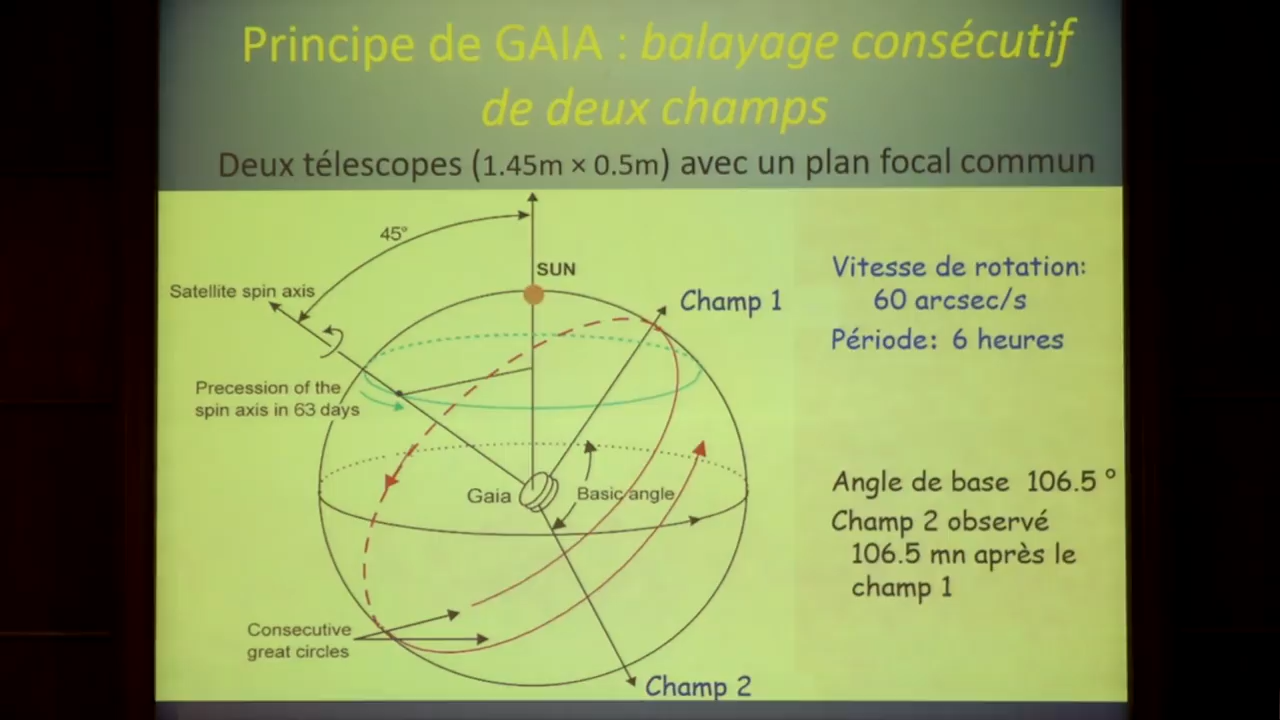 Principe de GAIA : balayage consécutif
de deux champs
Deux télescopes (1.45m × 0.5m) avec un plan focal commun
45°
SUN
Satellite spin axis
Champ 1
Vitesse de rotation:
60 arcsec/s
Période: 6 heures
Precession of the
spin axis in 63 days
Gaia
Basic angle
Angle de base 106.5 °
Champ 2 observé
106.5 mn après le
champ 1
Consecutive
great circles
Champ 2